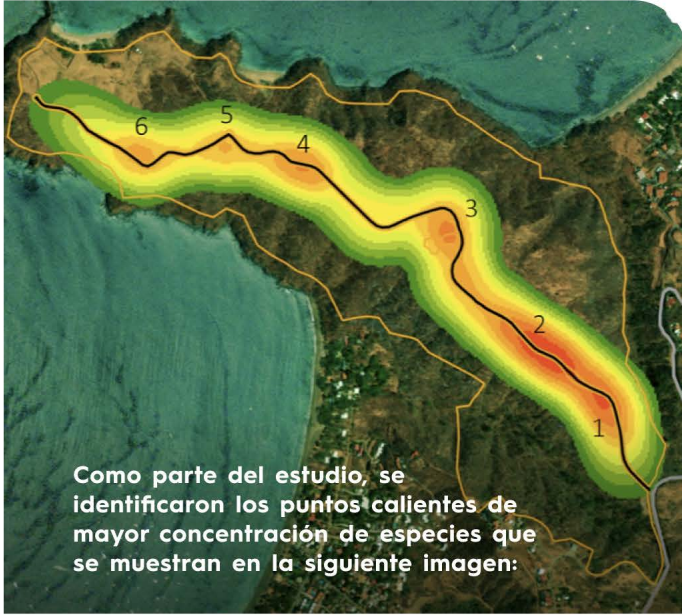 6
5
4
3
2
1
Como parte del estudio, se
identificaron los puntos calientes de
mayor concentración de especies que
se muestran en la siguiente imagen: